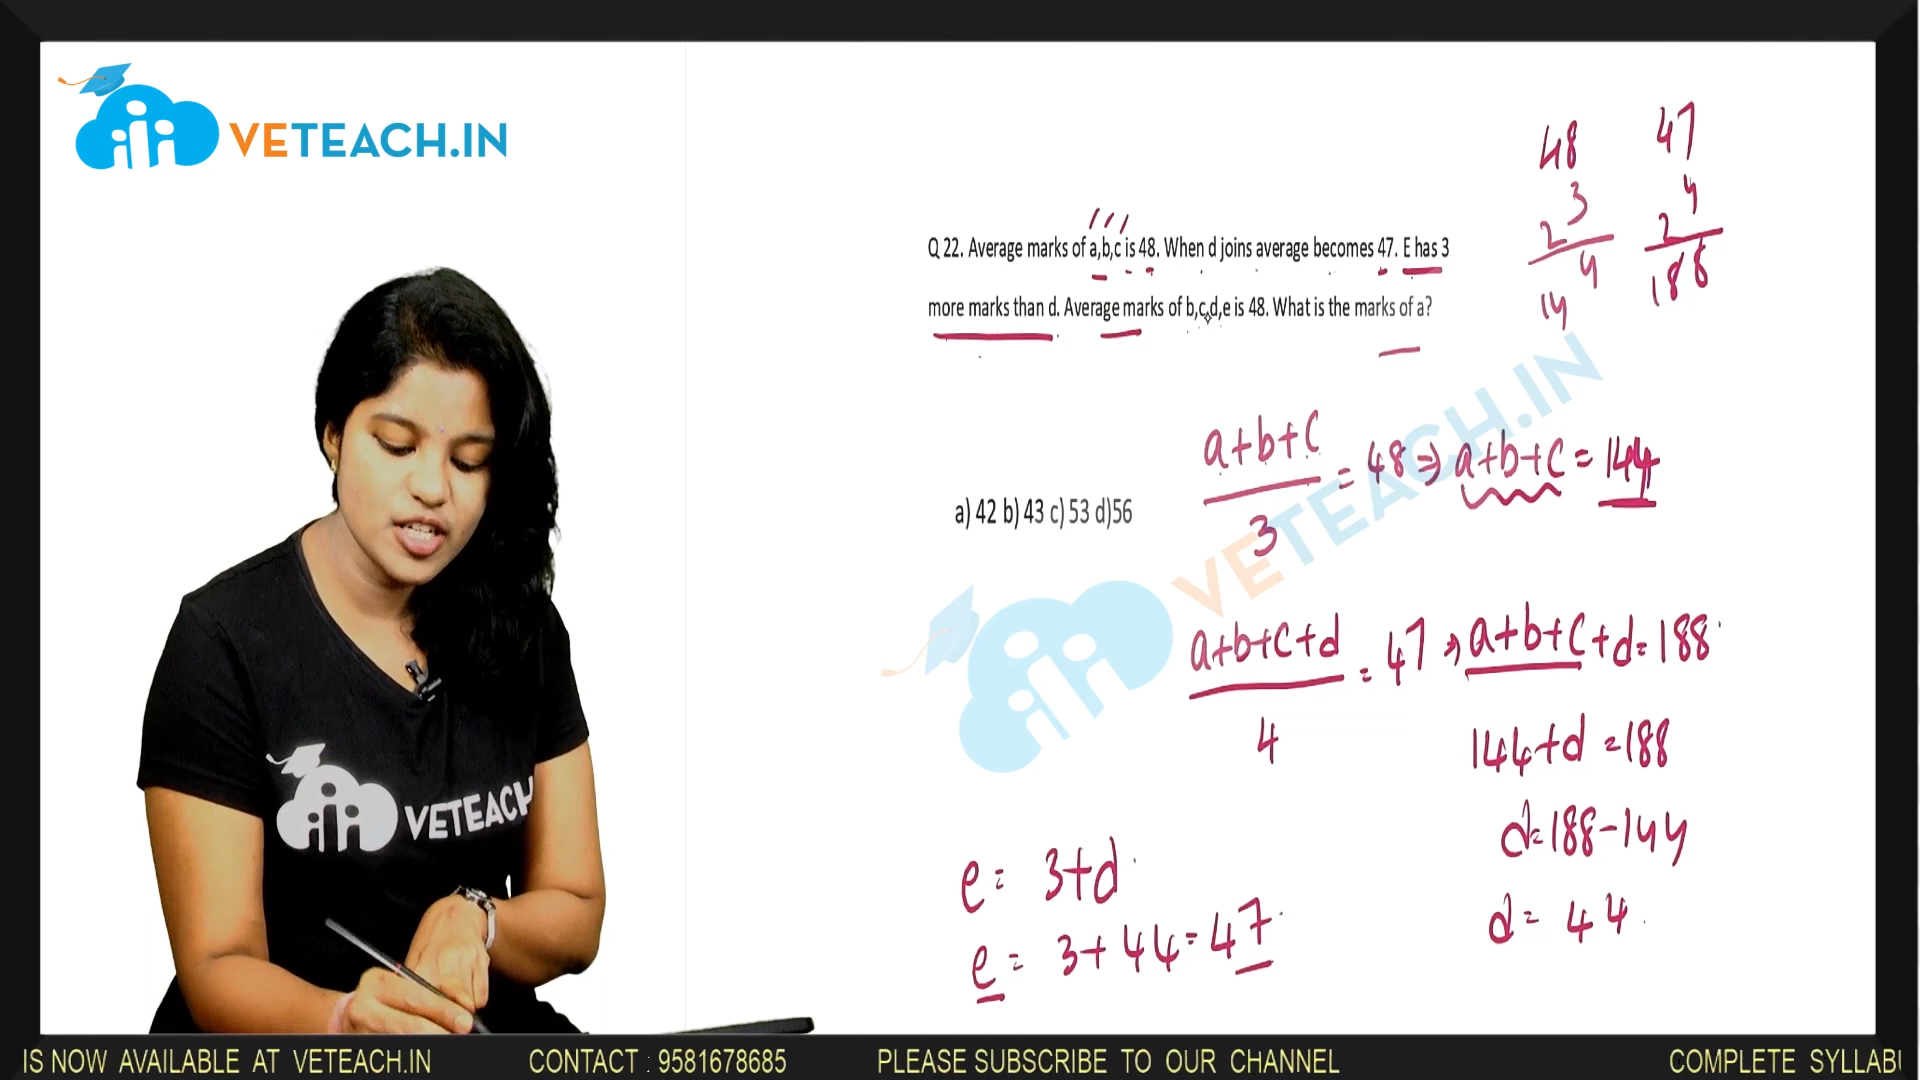 VETEACH.IN
48
3
2
4
14
47
4
2
188
Q 22. Average marks of a,b,c is 48. When d joins average becomes 47. E has 3
more marks than d. Average marks of b,c,d,e is 48. What is the marks of a?
a) 42 b) 43 c) 53 d)56
a+b+c
3
= 48 ⇒ a+b+c = 144
VETEACH.IN
a+b+c+d
4
= 47 ⇒ a+b+c+d=188
144+d =188
d=188-144
d= 44
e= 3+d
e= 3+44=47
VETEACH
IS NOW AVAILABLE AT VETEACH.IN CONTACT : 9581678685 PLEASE SUBSCRIBE TO OUR CHANNEL COMPLETE SYLLAB